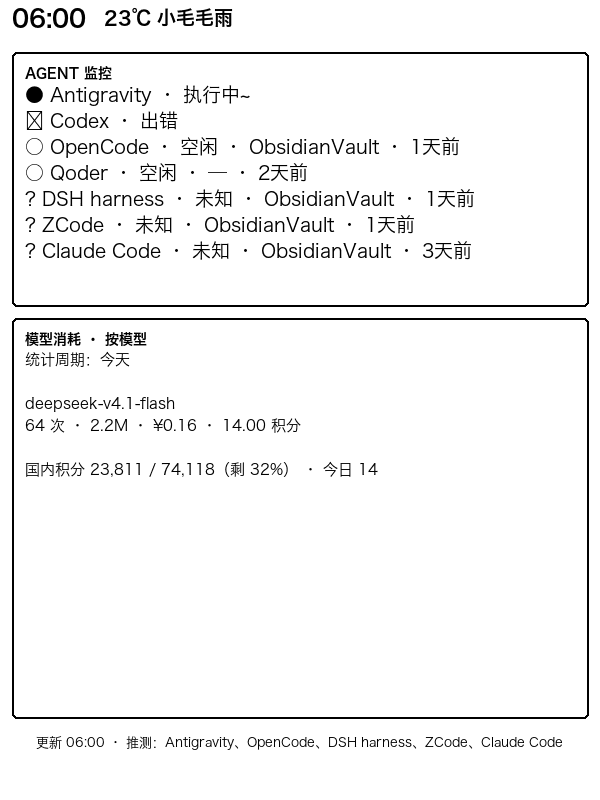 06:00 23℃ 小毛毛雨
AGENT 监控
● Antigravity · 执行中~
☒ Codex · 出错
○ OpenCode · 空闲 · ObsidianVault · 1天前
○ Qoder · 空闲 · — · 2天前
? DSH harness · 未知 · ObsidianVault · 1天前
? ZCode · 未知 · ObsidianVault · 1天前
? Claude Code · 未知 · ObsidianVault · 3天前
模型消耗 · 按模型
统计周期：今天
deepseek-v4.1-flash
64 次 · 2.2M · ¥0.16 · 14.00 积分
国内积分 23,811 / 74,118（剩 32%） · 今日 14
更新 06:00 · 推测：Antigravity、OpenCode、DSH harness、ZCode、Claude Code